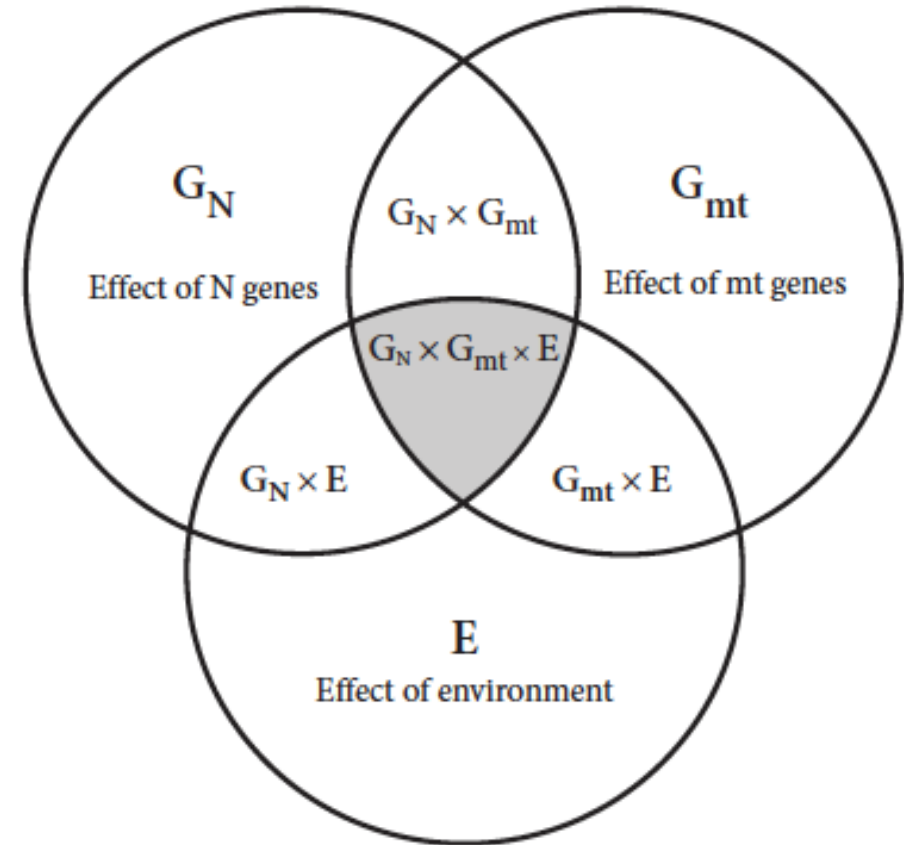 G_N
G_mt
G_N × G_mt
Effect of N genes
Effect of mt genes
G_N × G_mt × E
G_N × E
G_mt × E
E
Effect of environment